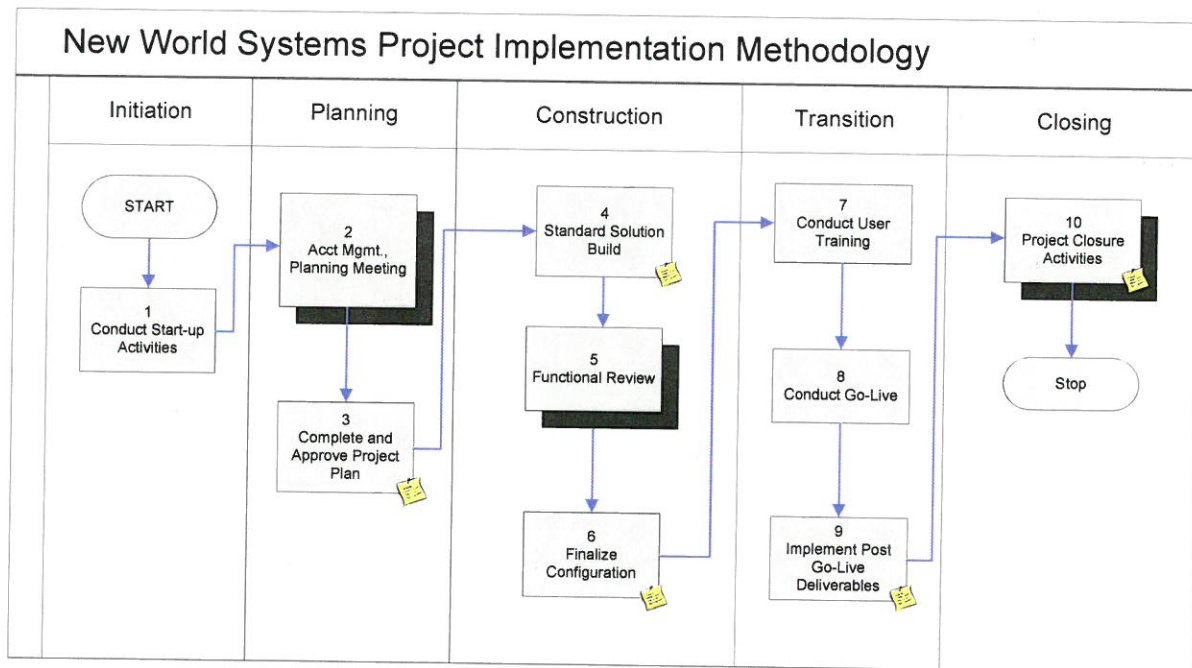 New World Systems Project Implementation Methodology
Initiation
Planning
Construction
Transition
Closing
START
1
Conduct Start-up
Activities
2
Acct Mgmt.,
Planning Meeting
3
Complete and
Approve Project
Plan
4
Standard Solution
Build
5
Functional Review
6
Finalize
Configuration
7
Conduct User
Training
8
Conduct Go-Live
9
Implement Post
Go-Live
Deliverables
10
Project Closure
Activities
Stop